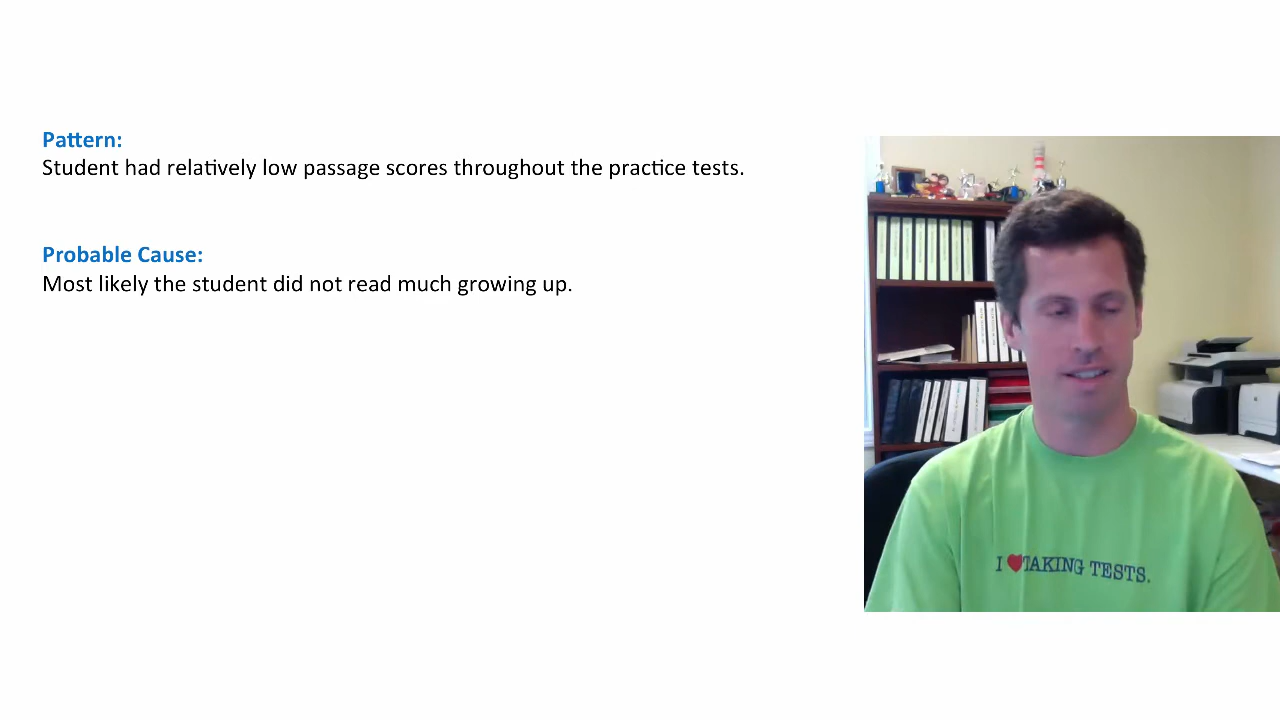 Pattern:
Student had relatively low passage scores throughout the practice tests.
Probable Cause:
Most likely the student did not read much growing up.
I ❤TAKING TESTS.